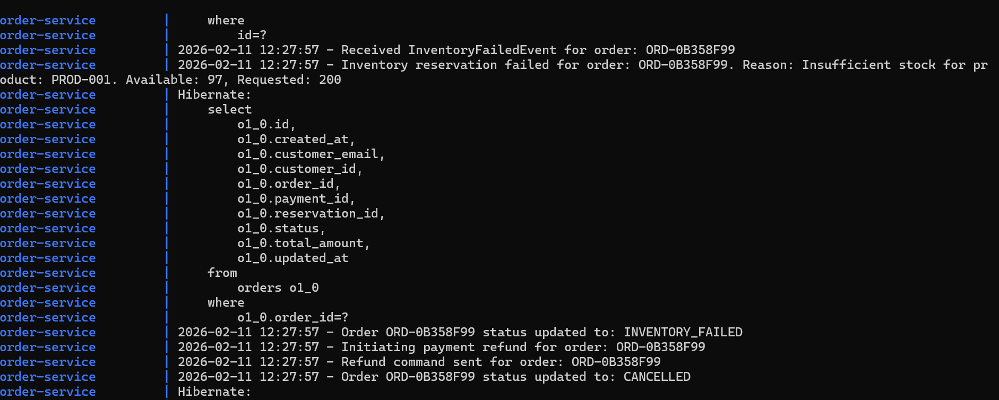 order-service         |     where
order-service         |         id=?
order-service         | 2026-02-11 12:27:57 - Received InventoryFailedEvent for order: ORD-0B358F99
order-service         | 2026-02-11 12:27:57 - Inventory reservation failed for order: ORD-0B358F99. Reason: Insufficient stock for pr
oduct: PROD-001. Available: 97, Requested: 200
order-service         | Hibernate:
order-service         |     select
order-service         |         o1_0.id,
order-service         |         o1_0.created_at,
order-service         |         o1_0.customer_email,
order-service         |         o1_0.customer_id,
order-service         |         o1_0.order_id,
order-service         |         o1_0.payment_id,
order-service         |         o1_0.reservation_id,
order-service         |         o1_0.status,
order-service         |         o1_0.total_amount,
order-service         |         o1_0.updated_at
order-service         |     from
order-service         |         orders o1_0
order-service         |     where
order-service         |         o1_0.order_id=?
order-service         | 2026-02-11 12:27:57 - Order ORD-0B358F99 status updated to: INVENTORY_FAILED
order-service         | 2026-02-11 12:27:57 - Initiating payment refund for order: ORD-0B358F99
order-service         | 2026-02-11 12:27:57 - Refund command sent for order: ORD-0B358F99
order-service         | 2026-02-11 12:27:57 - Order ORD-0B358F99 status updated to: CANCELLED
order-service         | Hibernate: